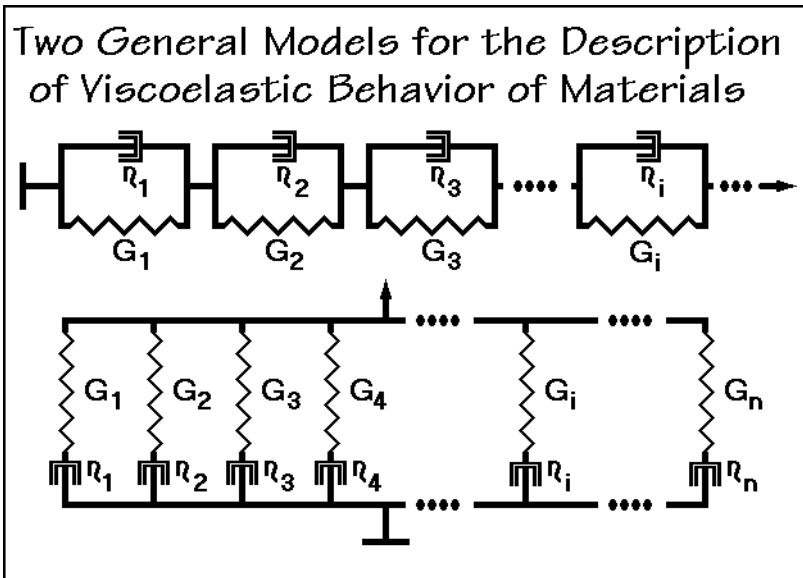 Two General Models for the Description
of Viscoelastic Behavior of Materials
η1 η2 η3 ηi
G1 G2 G3 Gi
G1 G2 G3 G4 Gi Gn
η1 η2 η3 η4 ηi ηn